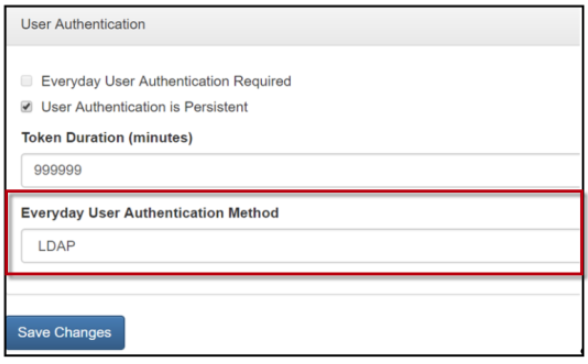 User Authentication
Everyday User Authentication Required
User Authentication is Persistent
Token Duration (minutes)
999999
Everyday User Authentication Method
LDAP
Save Changes